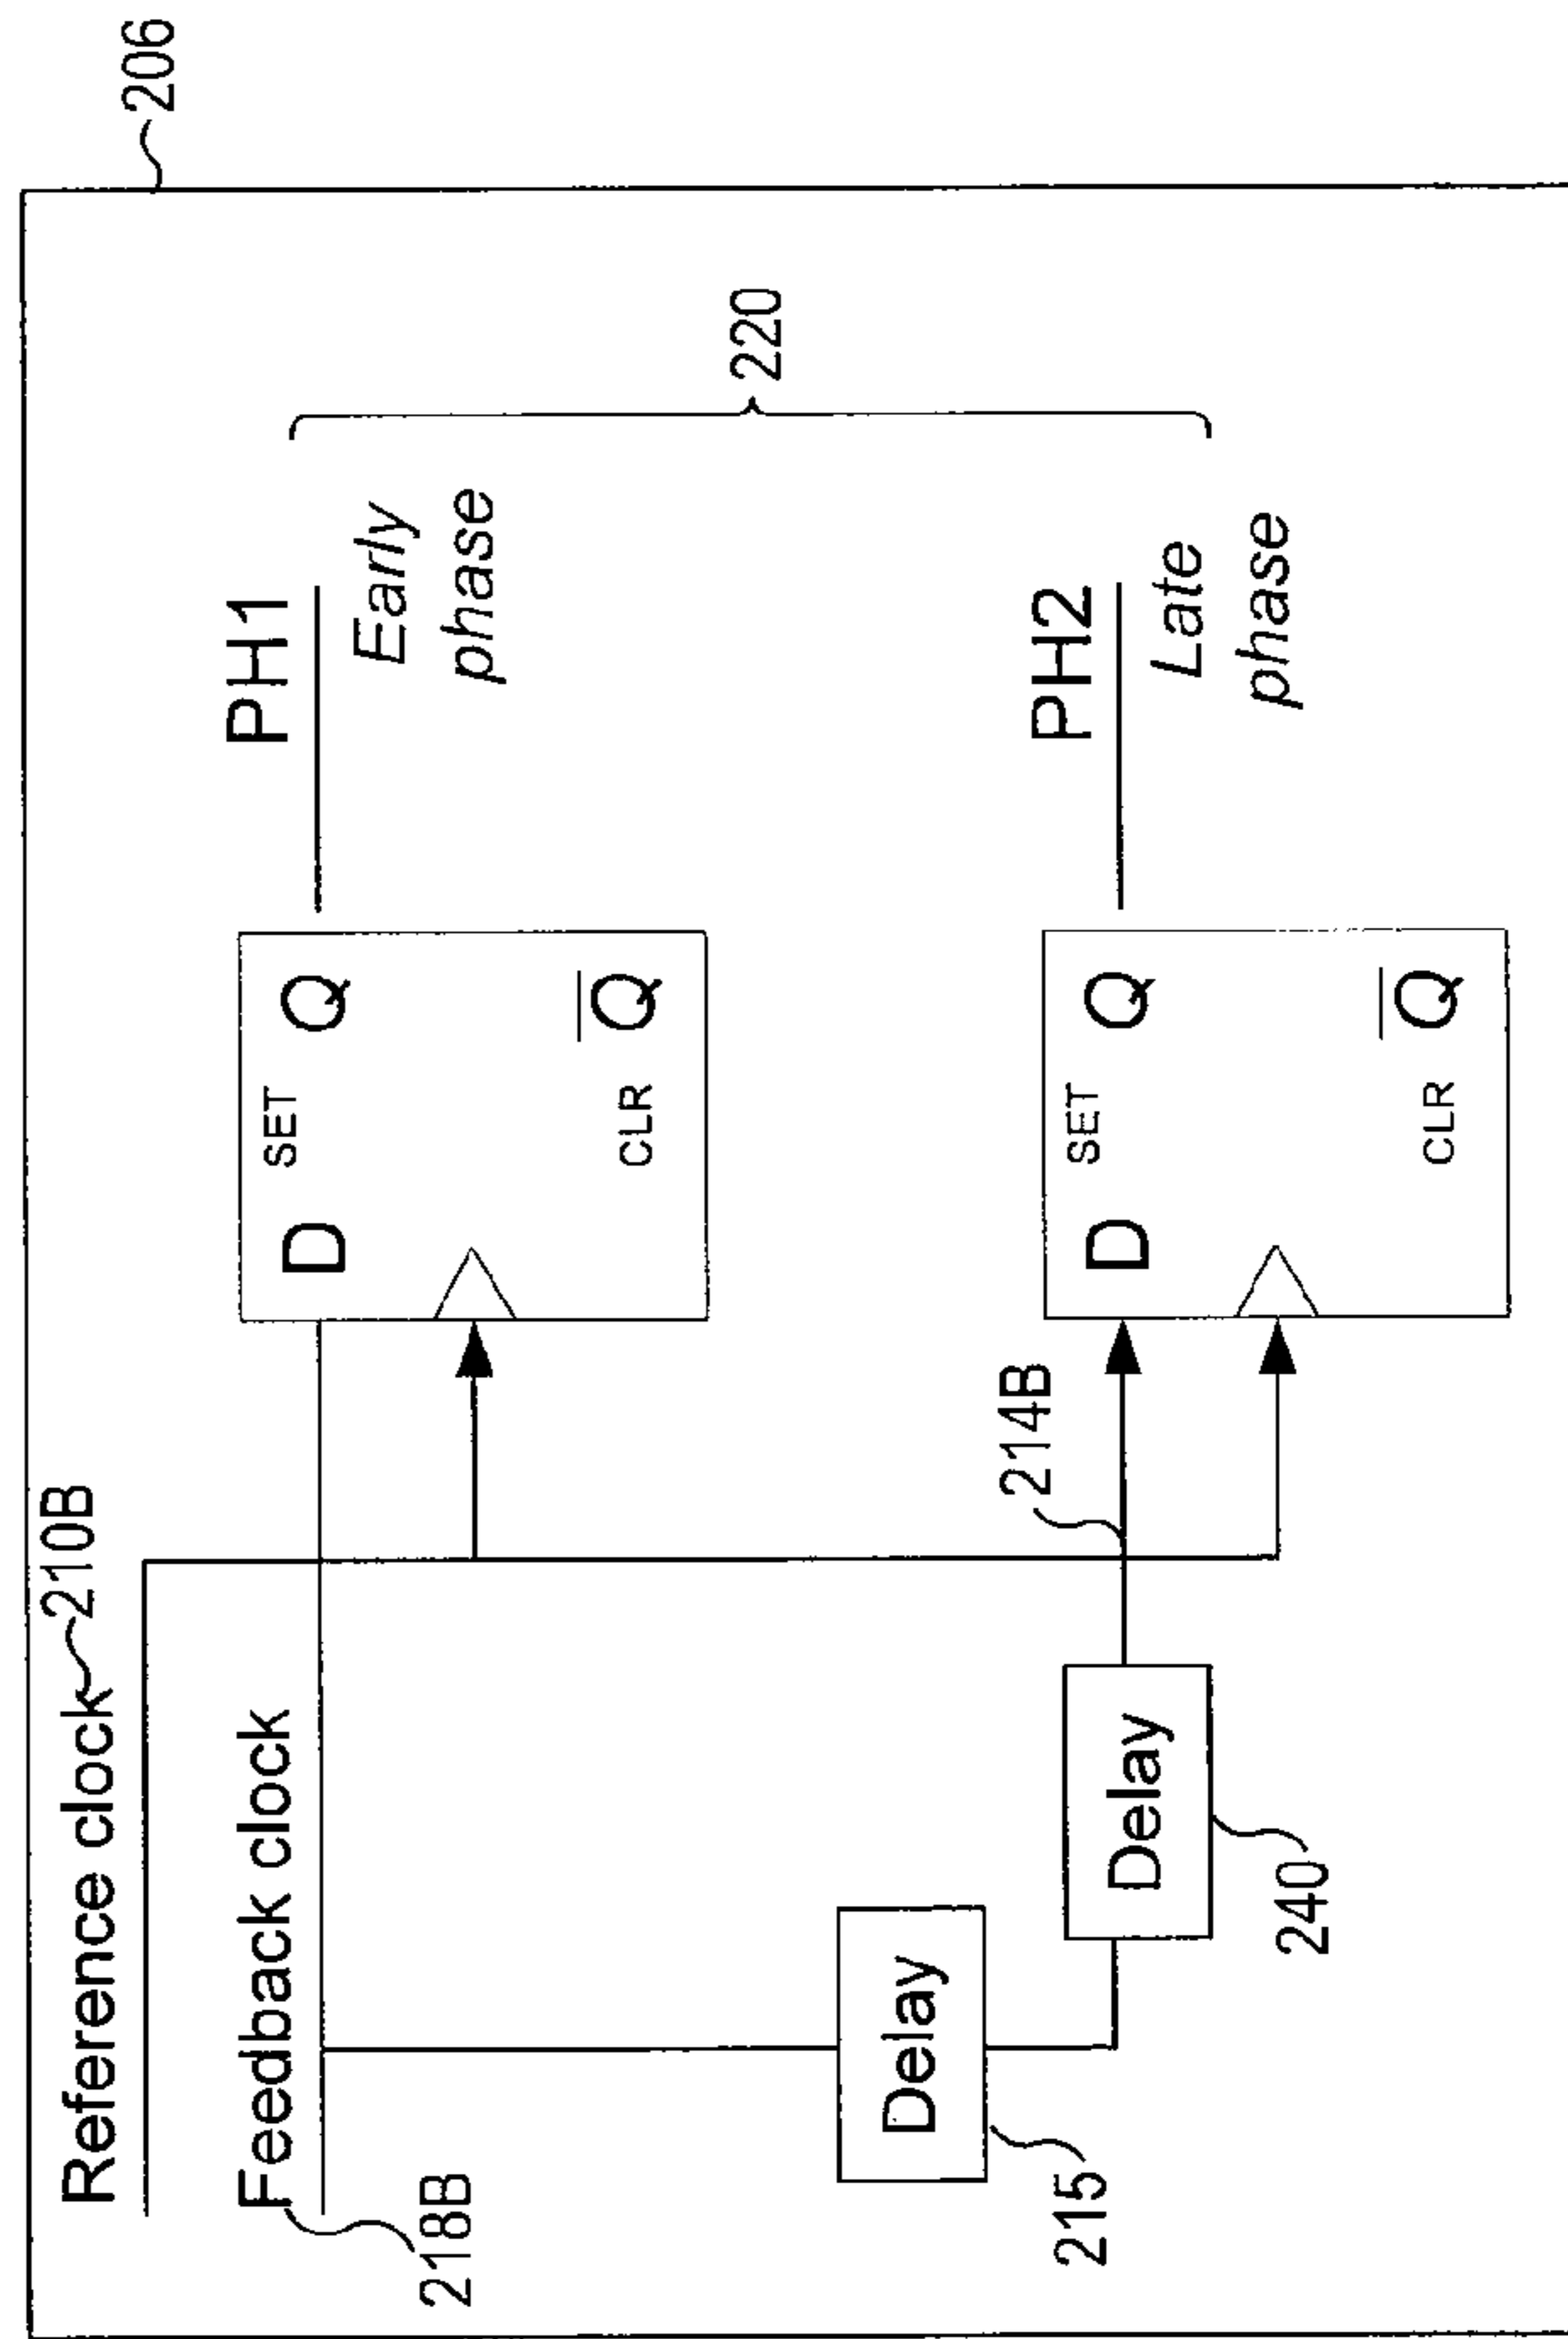 206
Reference clock
210B
Feedback clock
218B
D
SET
Q
CLR
Q̅
PH1
Early
phase
220
214B
D
SET
Q
CLR
Q̅
PH2
Late
phase
Delay
215
Delay
240